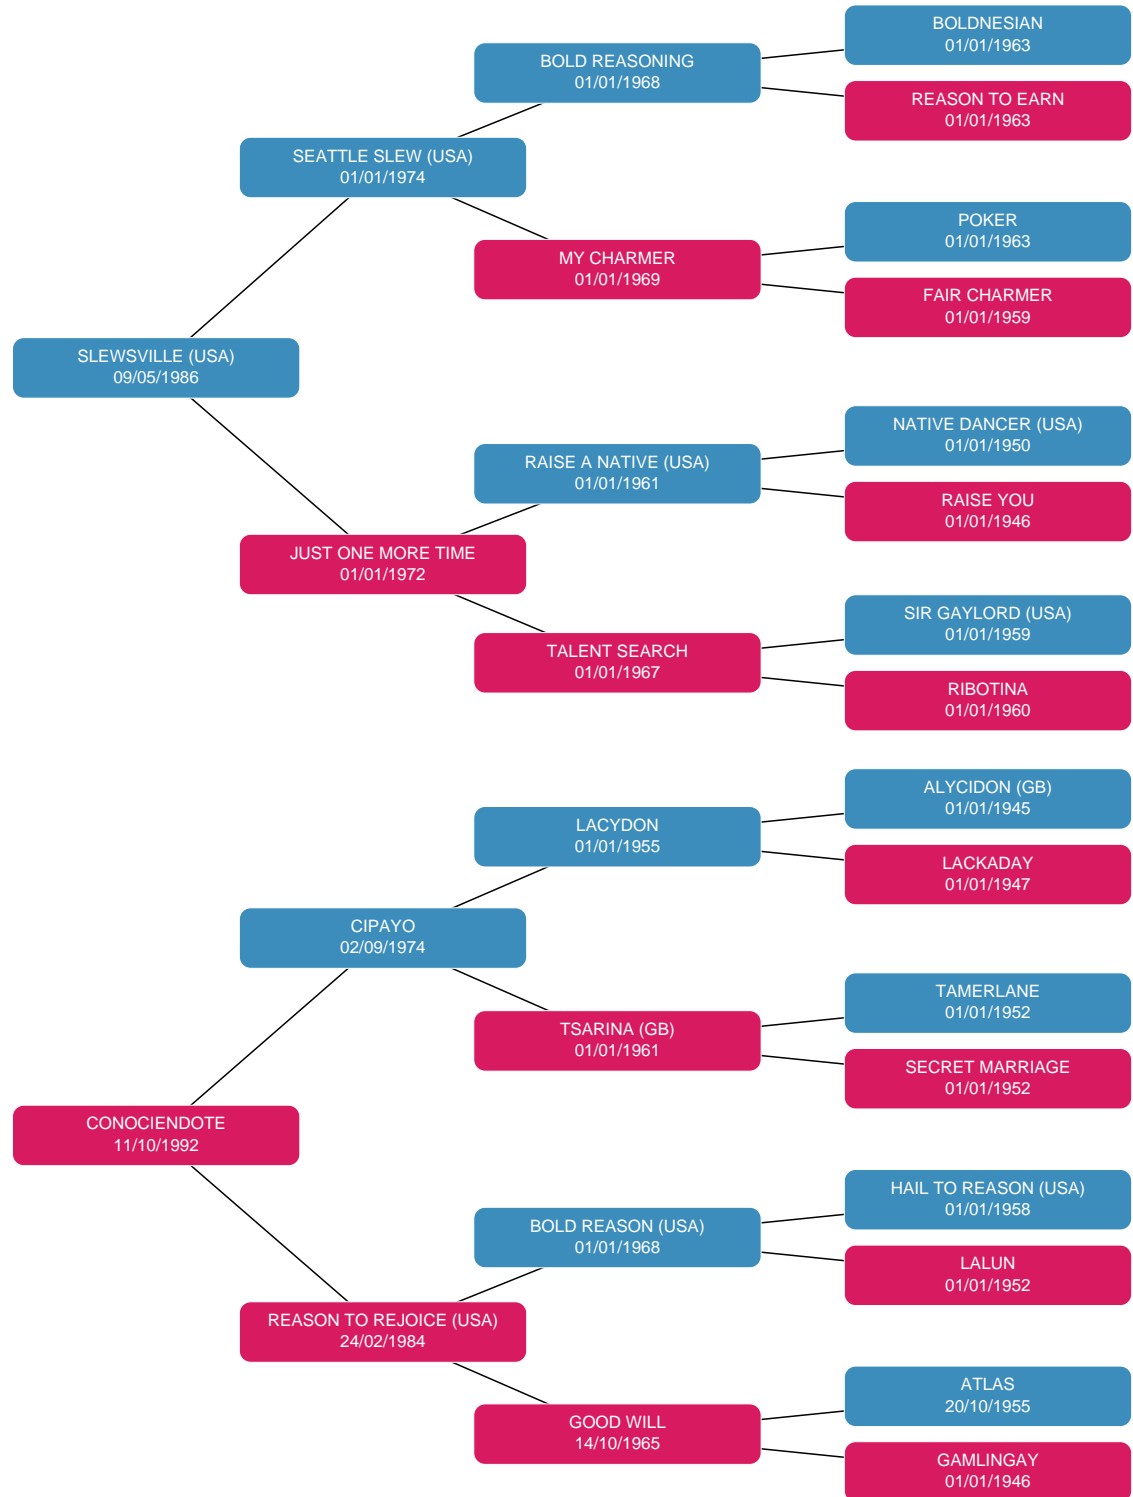 BOLDNESIAN
01/01/1963
BOLD REASONING
01/01/1968
REASON TO EARN
01/01/1963
SEATTLE SLEW (USA)
01/01/1974
POKER
01/01/1963
MY CHARMER
01/01/1969
FAIR CHARMER
01/01/1959
SLEWSVILLE (USA)
09/05/1986
NATIVE DANCER (USA)
01/01/1950
RAISE A NATIVE (USA)
01/01/1961
RAISE YOU
01/01/1946
JUST ONE MORE TIME
01/01/1972
SIR GAYLORD (USA)
01/01/1959
TALENT SEARCH
01/01/1967
RIBOTINA
01/01/1960
ALYCIDON (GB)
01/01/1945
LACYDON
01/01/1955
LACKADAY
01/01/1947
CIPAYO
02/09/1974
TAMERLANE
01/01/1952
TSARINA (GB)
01/01/1961
SECRET MARRIAGE
01/01/1952
CONOCIENDOTE
11/10/1992
HAIL TO REASON (USA)
01/01/1958
BOLD REASON (USA)
01/01/1968
LALUN
01/01/1952
REASON TO REJOICE (USA)
24/02/1984
ATLAS
20/10/1955
GOOD WILL
14/10/1965
GAMLINGAY
01/01/1946